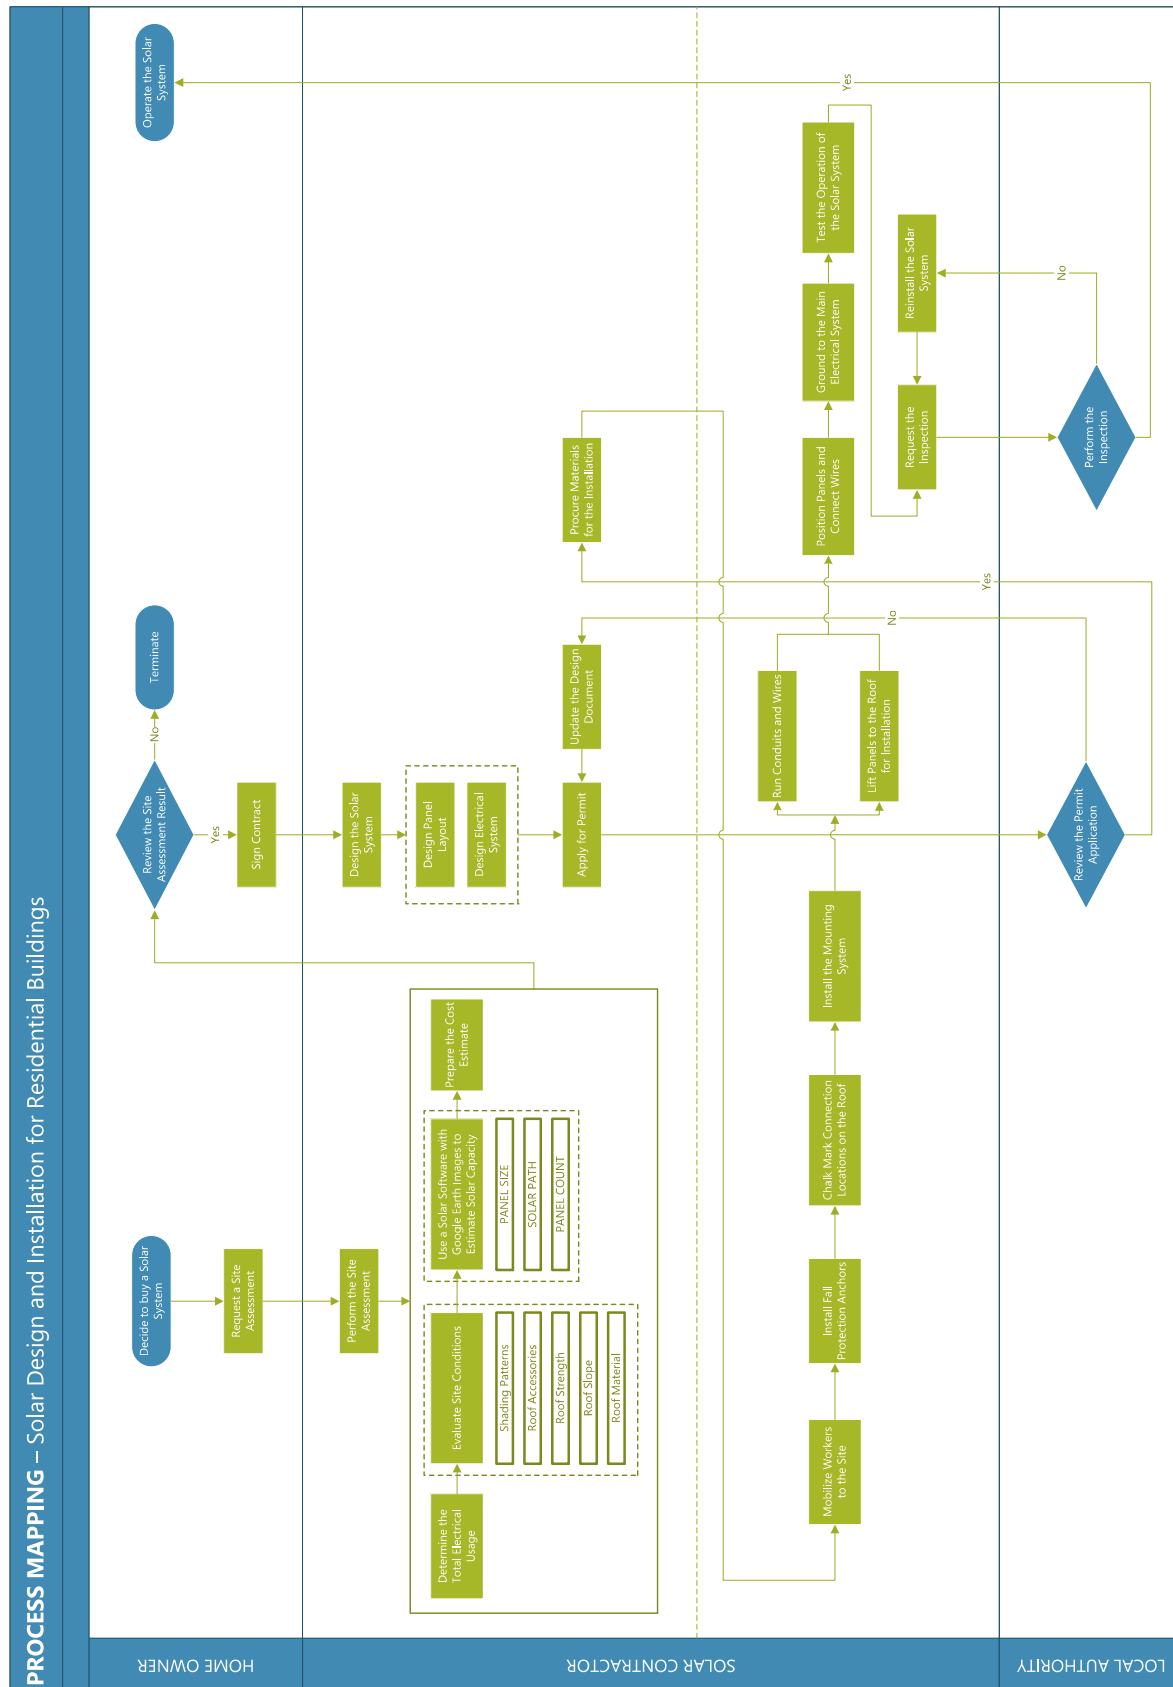 PROCESS MAPPING – Solar Design and Installation for Residential Buildings
HOME OWNER
Decide to buy a Solar
System
Request a Site
Assessment
Review the Site
Assessment Result
No
Terminate
Yes
Sign Contract
Operate the Solar
System
SOLAR CONTRACTOR
Perform the Site
Assessment
Determine the
Total Electrical
Usage
Evaluate Site Conditions
Shading Patterns
Roof Accessories
Roof Strength
Roof Slope
Roof Material
Use a Solar Software with
Google Earth Images to
Estimate Solar Capacity
PANEL SIZE
SOLAR PATH
PANEL COUNT
Prepare the Cost
Estimate
Design the Solar
System
Design Panel
Layout
Design Electrical
System
Apply for Permit
Update the Design
Document
Procure Materials
for the Installation
Mobilize Workers
to the Site
Install Fall
Protection Anchors
Chalk Mark Connection
Locations on the Roof
Install the Mounting
System
Run Conduits and Wires
Lift Panels to the Roof
for Installation
Position Panels and
Connect Wires
Ground to the Main
Electrical System
Test the Operation of
the Solar System
Request the
Inspection
Reinstall the Solar
System
LOCAL AUTHORITY
Review the Permit
Application
No
Yes
Perform the
Inspection
No
Yes